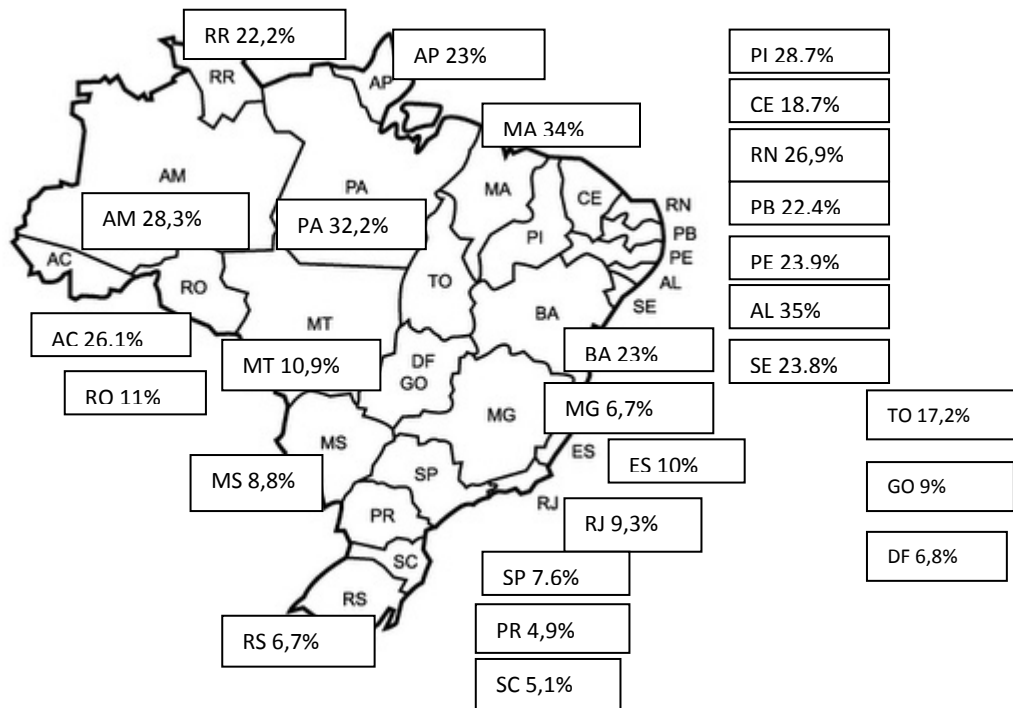 RR 22,2%
AP 23%
PI 28.7%
RR
AP
CE 18.7%
MA 34%
RN 26,9%
AM
PA
MA
CE
RN
AM 28,3%
PA 32,2%
PB 22.4%
PI
PB
PE
PE 23.9%
AC
RO
TO
AL
SE
AL 35%
MT
BA
AC 26.1%
MT 10,9%
DF
GO
BA 23%
SE 23.8%
RO 11%
MG
MG 6,7%
TO 17,2%
MS
SP
ES
ES 10%
MS 8,8%
GO 9%
RJ
PR
RJ 9,3%
DF 6,8%
SC
SP 7.6%
RS
RS 6,7%
PR 4,9%
SC 5,1%